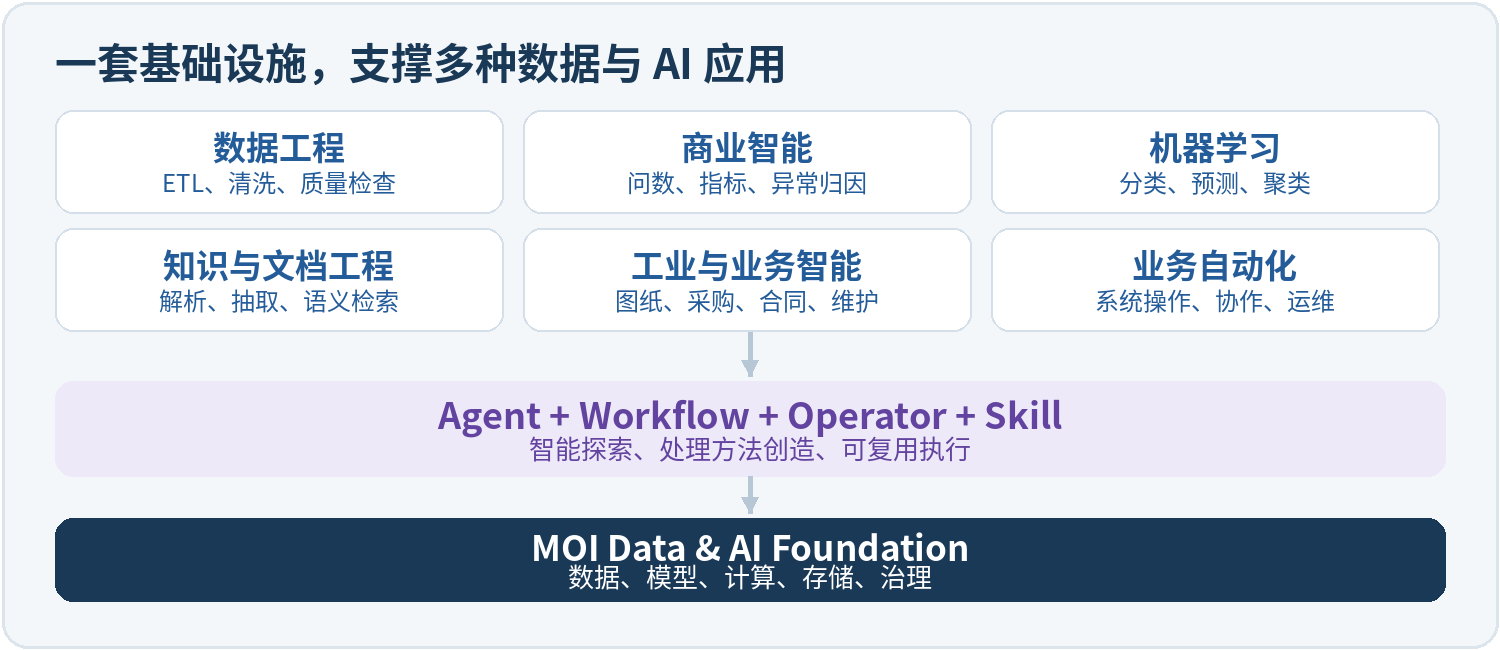 一套基础设施，支撑多种数据与 AI 应用
数据工程
ETL、清洗、质量检查
商业智能
问数、指标、异常归因
机器学习
分类、预测、聚类
知识与文档工程
解析、抽取、语义检索
工业与业务智能
图纸、采购、合同、维护
业务自动化
系统操作、协作、运维
Agent + Workflow + Operator + Skill
智能探索、处理方法创造、可复用执行
MOI Data & AI Foundation
数据、模型、计算、存储、治理